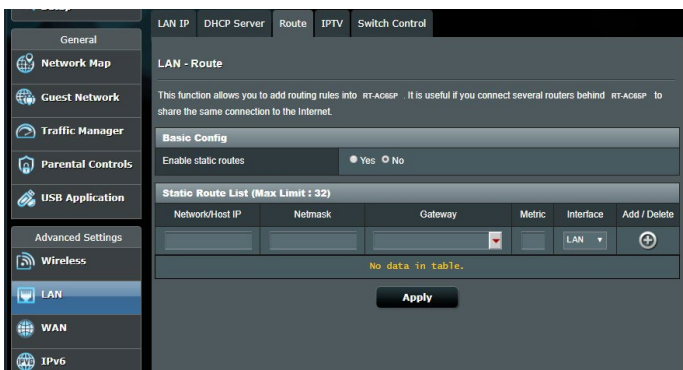 General
Network Map
Guest Network
Traffic Manager
Parental Controls
USB Application
Advanced Settings
Wireless
LAN
WAN
IPv6
LAN IP DHCP Server Route IPTV Switch Control
LAN - Route
This function allows you to add routing rules into RT-AC66P . It is useful if you connect several routers behind RT-AC66P to
share the same connection to the Internet.
Basic Config
Enable static routes Yes No
Static Route List (Max Limit : 32)
Network/Host IP Netmask Gateway Metric Interface Add / Delete
LAN
No data in table.
Apply